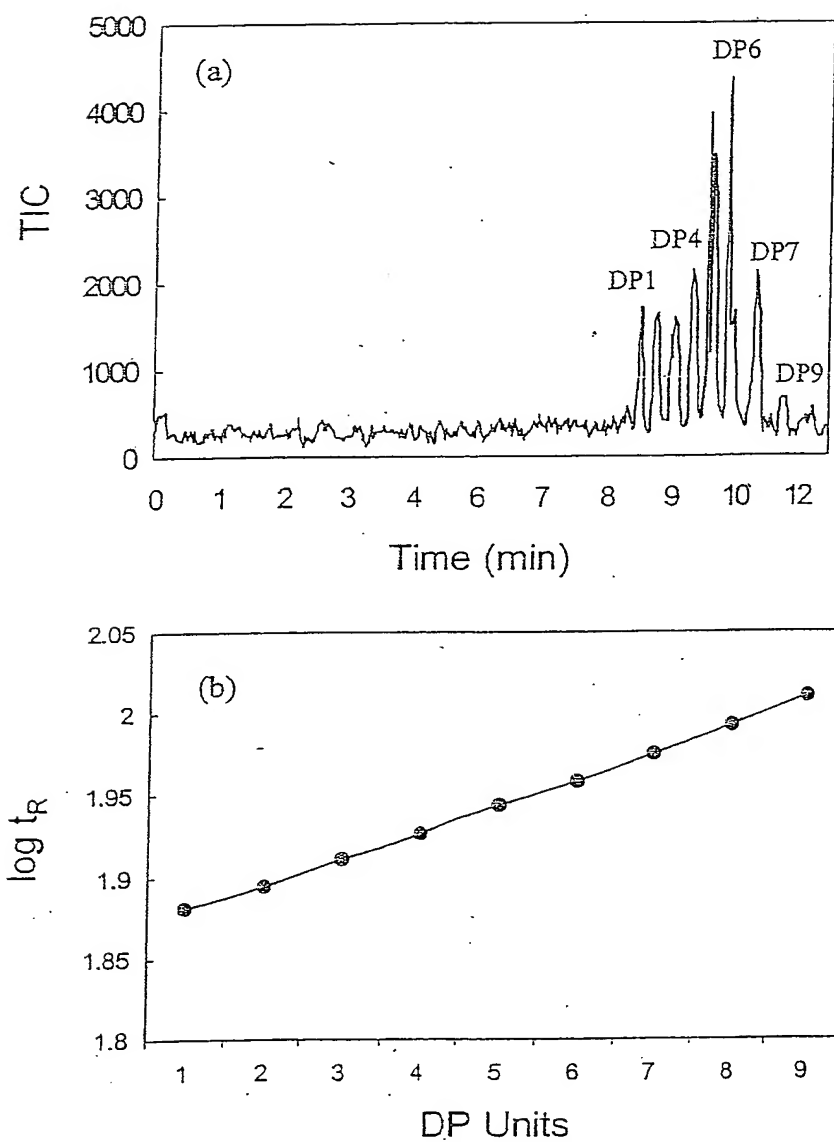 5000
(a)
DP6
4000
3000
TIC
DP4
DP7
2000
DP1
1000
DP9
0
0 1 2 3 4 5 6 7 8 9 10 12
Time (min)
2.05
(b)
2
1.95
log tR
1.9
1.85
1.8
1 2 3 4 5 6 7 8 9
DP Units